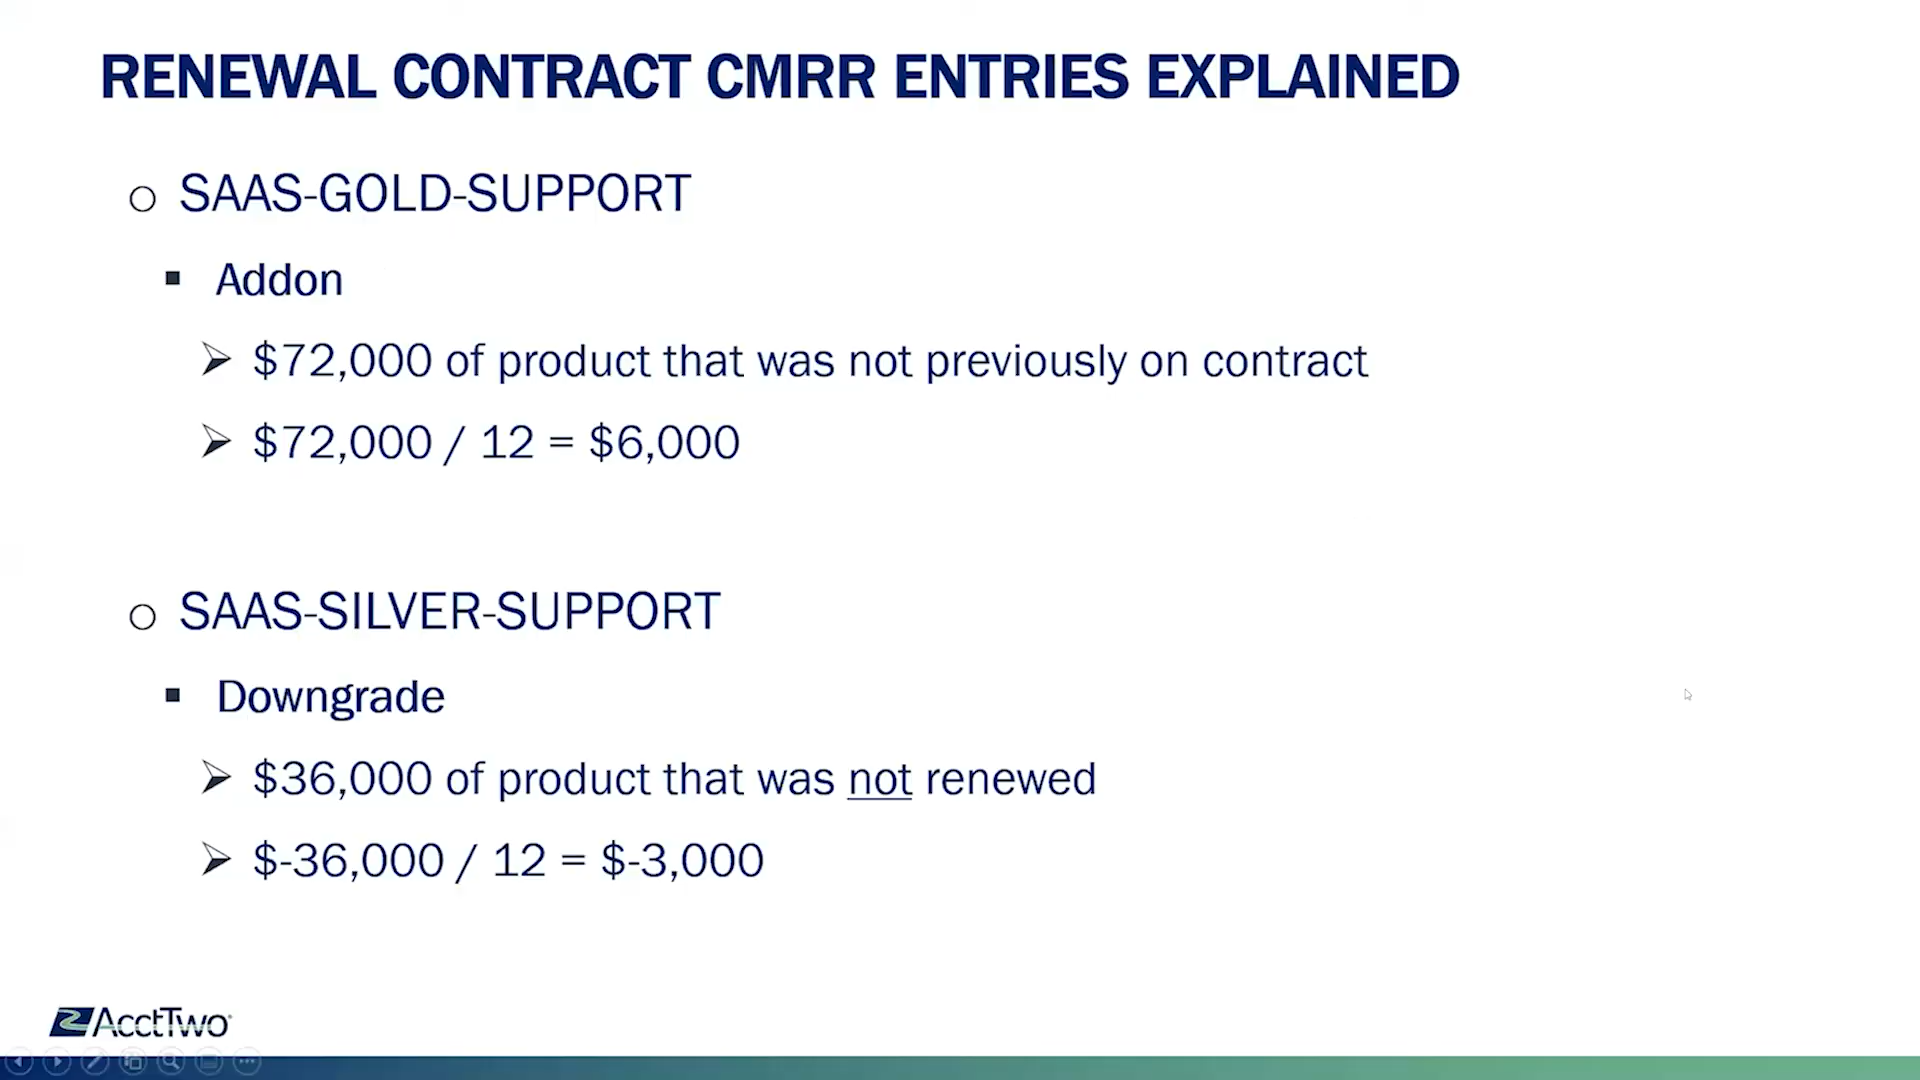 RENEWAL CONTRACT CMRR ENTRIES EXPLAINED
SAAS-GOLD-SUPPORT
Addon
$72,000 of product that was not previously on contract
$72,000 / 12 = $6,000
SAAS-SILVER-SUPPORT
Downgrade
$36,000 of product that was not renewed
$-36,000 / 12 = $-3,000
AcctTwo